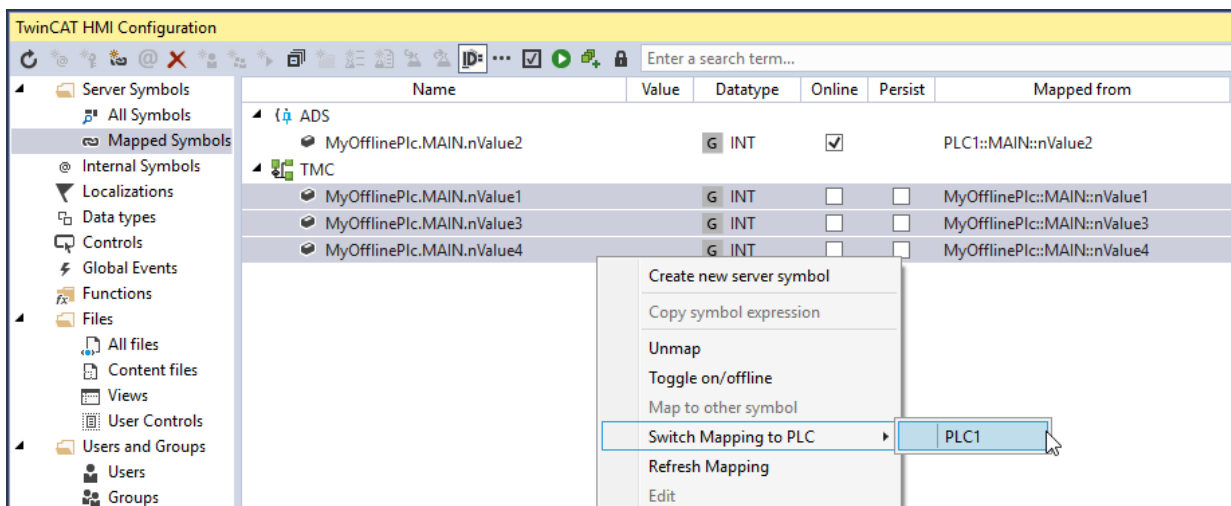 TwinCAT HMI Configuration
Enter a search term...
Server Symbols
All Symbols
Mapped Symbols
Internal Symbols
Localizations
Data types
Controls
Global Events
Functions
Files
All files
Content files
Views
User Controls
Users and Groups
Users
Groups
Name Value Datatype Online Persist Mapped from
ADS
MyOfflinePlc.MAIN.nValue2 G INT PLC1::MAIN::nValue2
TMC
MyOfflinePlc.MAIN.nValue1 G INT MyOfflinePlc::MAIN::nValue1
MyOfflinePlc.MAIN.nValue3 G INT MyOfflinePlc::MAIN::nValue3
MyOfflinePlc.MAIN.nValue4 G INT MyOfflinePlc::MAIN::nValue4
Create new server symbol
Copy symbol expression
Unmap
Toggle on/offline
Map to other symbol
Switch Mapping to PLC
PLC1
Refresh Mapping
Edit